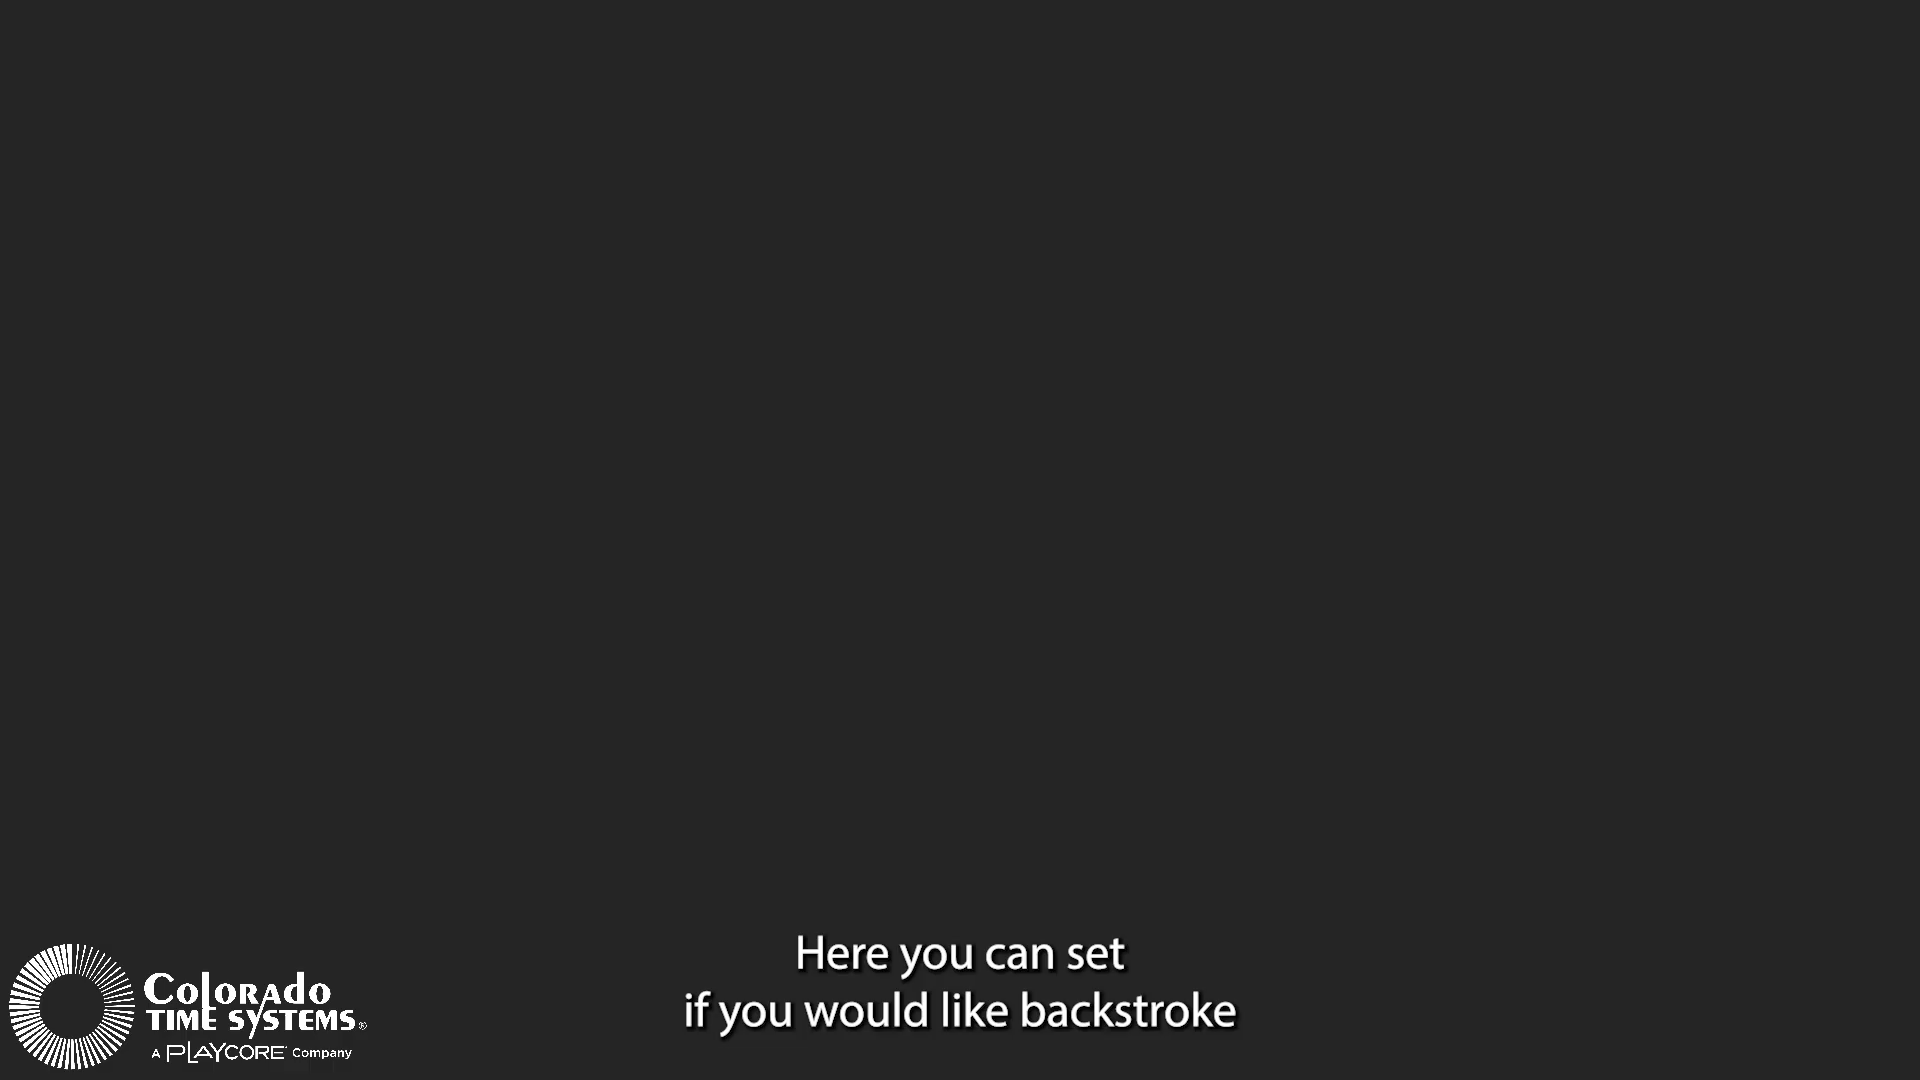 Here you can set
if you would like backstroke
COLORADO
TIME SYSTEMS®
A PLAYCORE Company